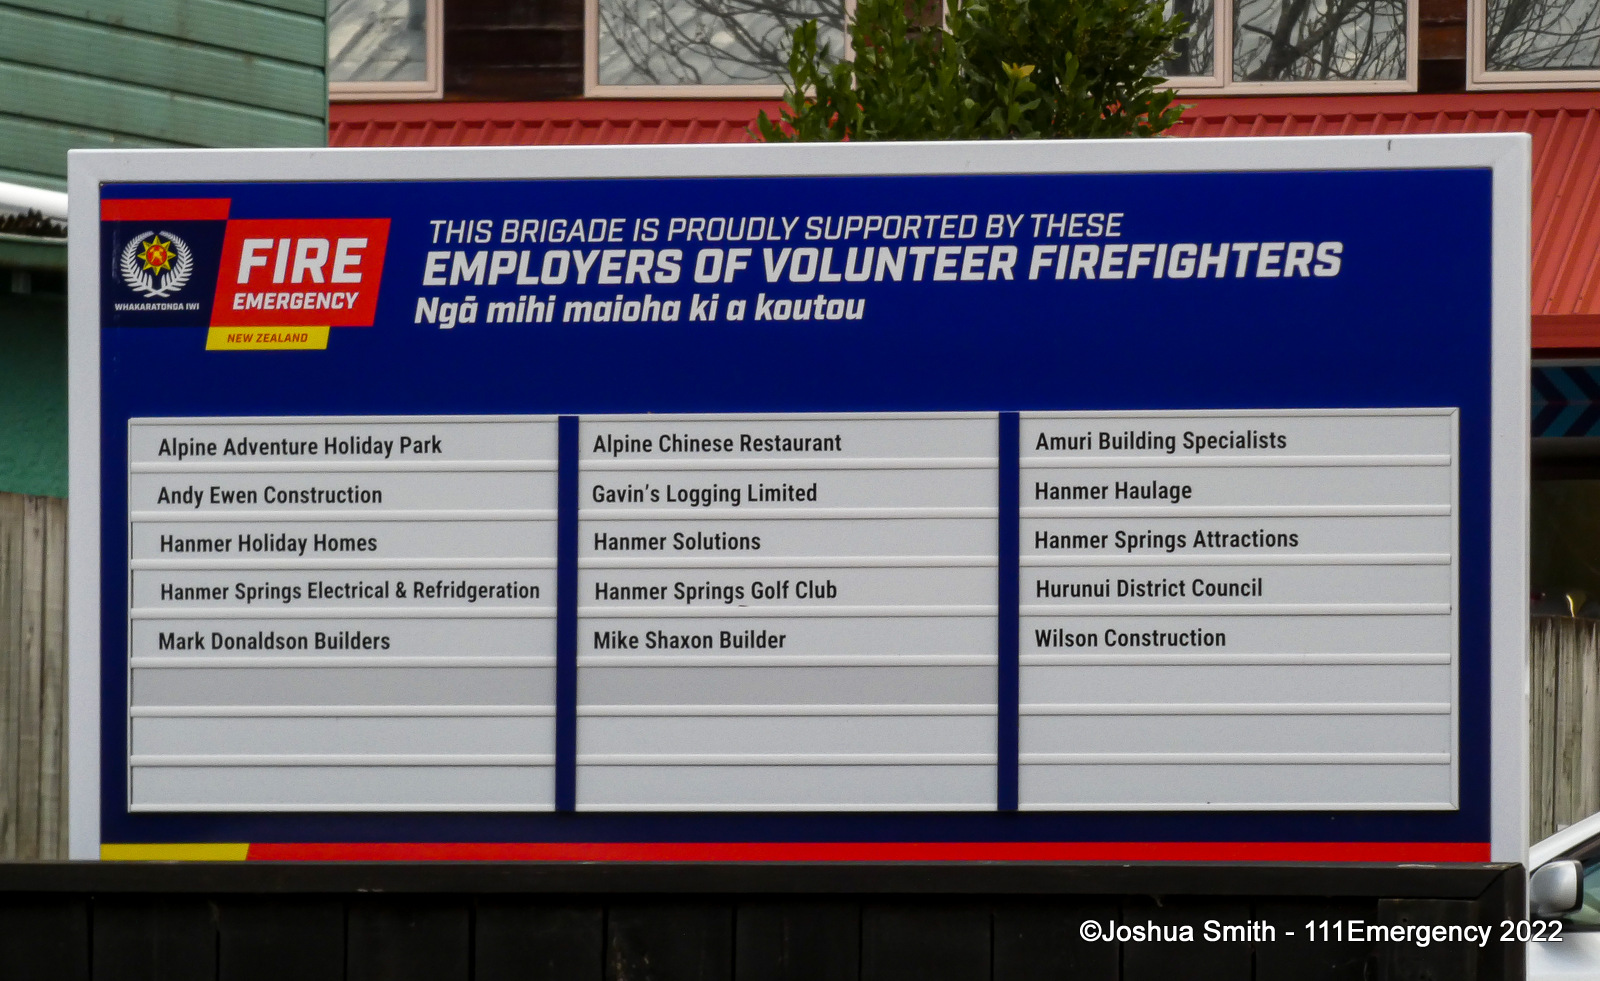 WHAKARATONGA IWI
FIRE
EMERGENCY
NEW ZEALAND
THIS BRIGADE IS PROUDLY SUPPORTED BY THESE
EMPLOYERS OF VOLUNTEER FIREFIGHTERS
Ngā mihi maioha ki a koutou
Alpine Adventure Holiday Park
Alpine Chinese Restaurant
Amuri Building Specialists
Andy Ewen Construction
Gavin's Logging Limited
Hanmer Haulage
Hanmer Holiday Homes
Hanmer Solutions
Hanmer Springs Attractions
Hanmer Springs Electrical & Refridgeration
Hanmer Springs Golf Club
Hurunui District Council
Mark Donaldson Builders
Mike Shaxon Builder
Wilson Construction
©Joshua Smith - 111Emergency 2022